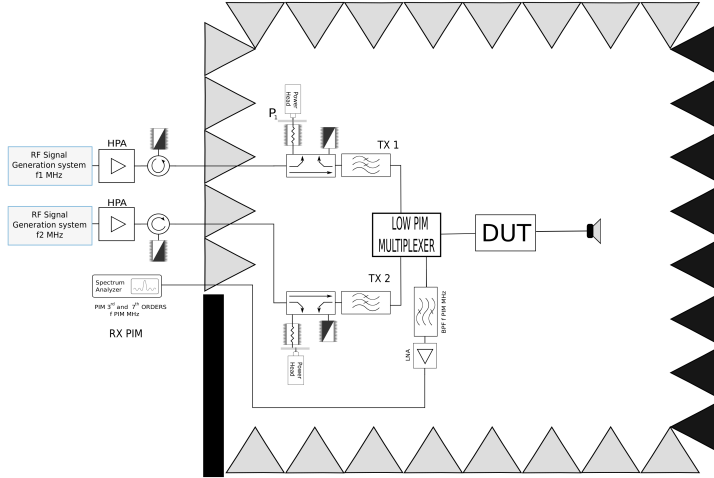 Power
Head
P1
HPA
TX 1
RF Signal
Generation system
f1 MHz
HPA
RF Signal
Generation system
f2 MHz
LOW PIM
MULTIPLEXER
DUT
Spectrum
Analyzer
TX 2
PIM 3rd and 7th ORDERS
f PIM MHz
BPF f PIM MHz
RX PIM
LNA
Power
Head